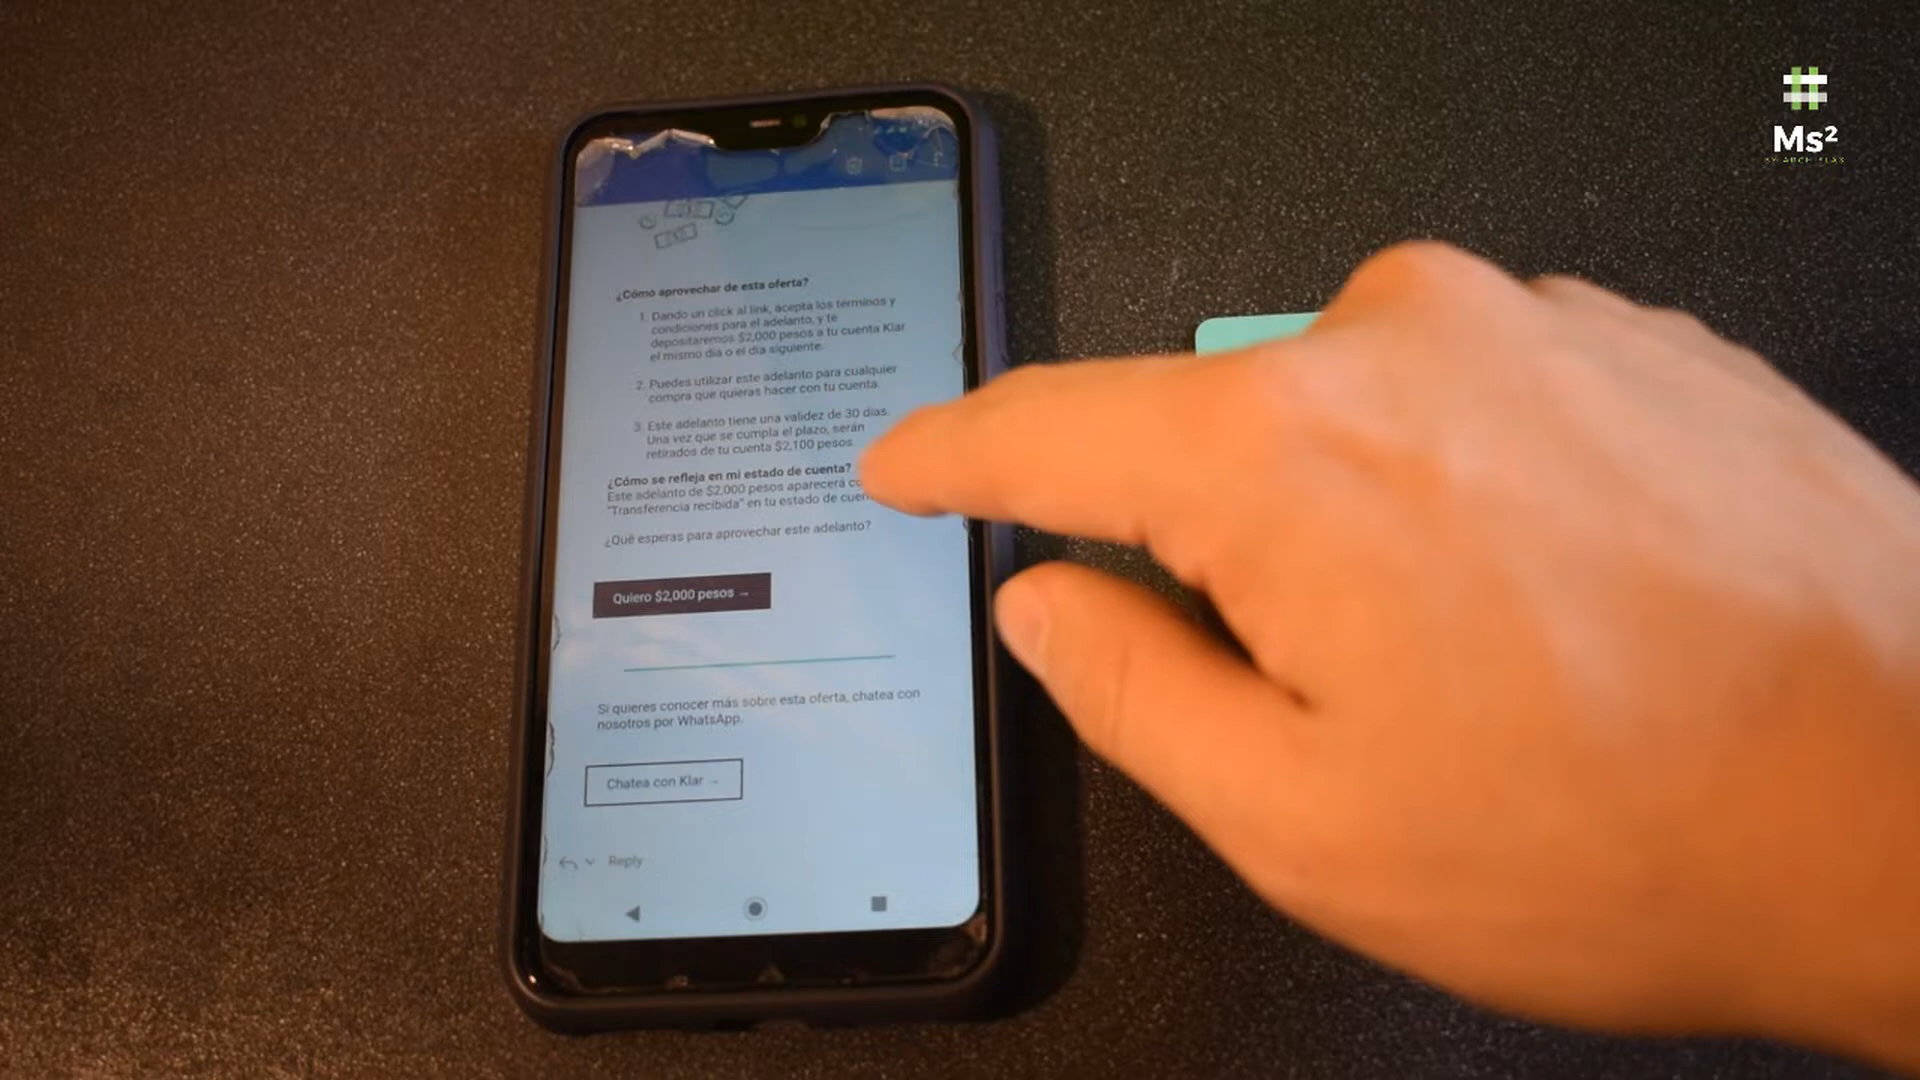 Ms²
BY ARCHISLAS
¿Cómo aprovechar de esta oferta?
1. Dando un click al link, acepta los términos y
condiciones para el adelanto, y te
depositaremos $2,000 pesos a tu cuenta Klar
el mismo dia o el dia siguiente.
2. Puedes utilizar este adelanto para cualquier
compra que quieras hacer con tu cuenta.
3. Este adelanto tiene una validez de 30 dias.
Una vez que se cumpla el plazo, serán
retirados de tu cuenta $2,100 pesos.
¿Cómo se refleja en mi estado de cuenta?
Este adelanto de $2,000 pesos aparecerá
"Transferencia recibida" en tu estado de
¿Qué esperas para aprovechar este adelanto?
Quiero $2,000 pesos →
Si quieres conocer más sobre esta oferta, chatea con
nosotros por WhatsApp.
Chatea con Klar →
Reply